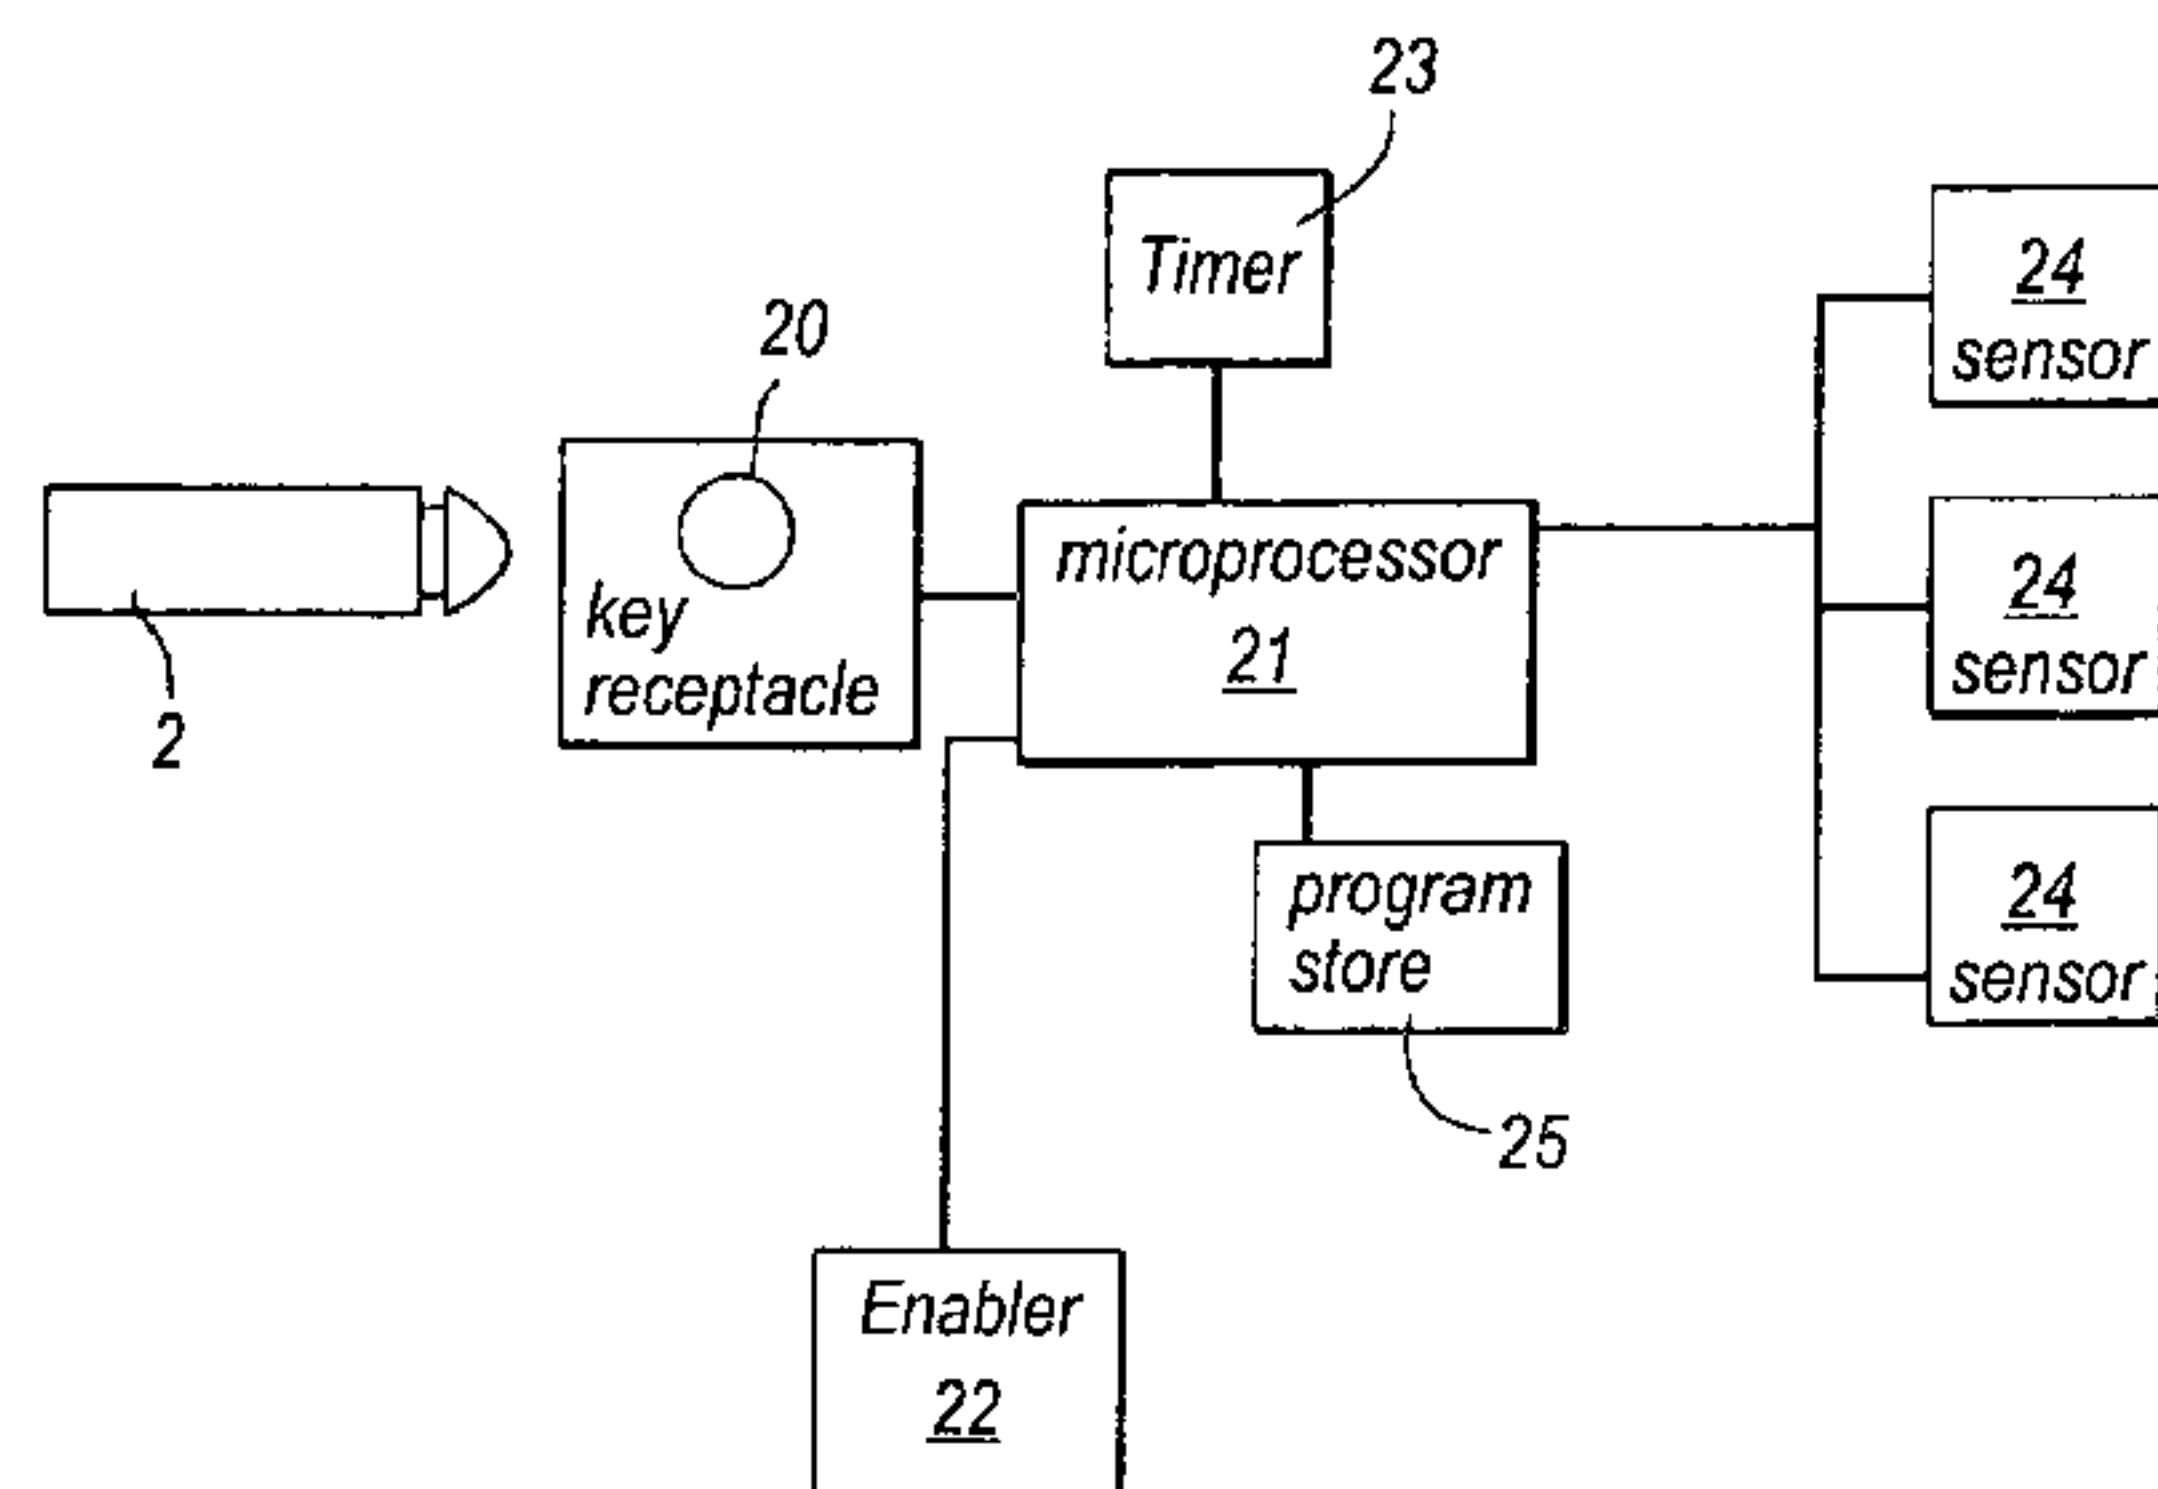 23
Timer
20
24
sensor
key
receptacle
2
microprocessor
21
24
sensor
program
store
25
24
sensor
Enabler
22